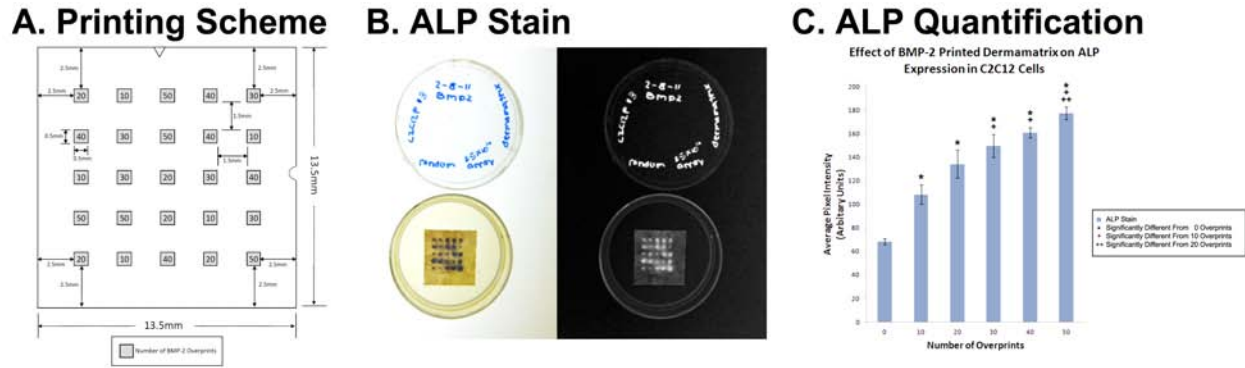 A. Printing Scheme
2.5mm 2.5mm
2.5mm 2.5mm
20 10 50 40 30
40 30 50 40 10
0.5mm
1.5mm
10 30 20 30 40
13.5mm
50 50 20 10 30
20 10 40 20 50
2.5mm 2.5mm
2.5mm 2.5mm
13.5mm
Number of BMP-2 Overprints
B. ALP Stain
2-8-11
BMP2
C2C12 P#3
dermamatrix
random
array
C. ALP Quantification
Effect of BMP-2 Printed Dermamatrix on ALP
Expression in C2C12 Cells
Average Pixel Intensity
(Arbitary Units)
200
180
160
140
120
100
80
60
40
20
0
0 10 20 30 40 50
Number of Overprints
ALP Stain
* Significantly Different From 0 Overprints
+ Significantly Different From 10 Overprints
++ Significantly Different From 20 Overprints